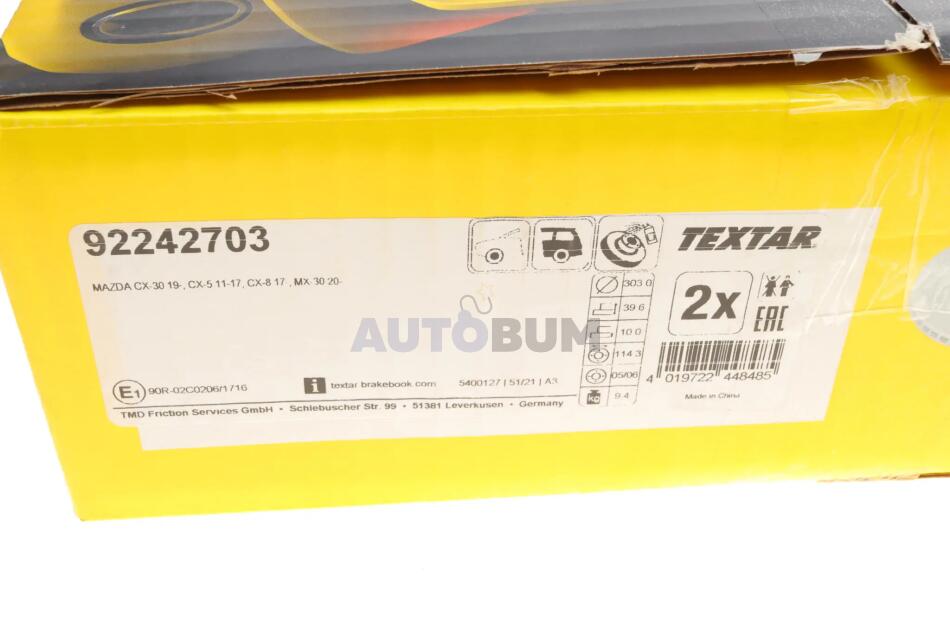 92242703
TEXTAR
MAZDA CX-30 19-, CX-5 11-17, CX-8 17-, MX-30 20-
303.0
39.6
10.0
114.3
05/06
kg 9.4
2x
EAC
AUTOBUM
E1 90R-02C0206/1716
i textar brakebook.com
5400127 | 51/21 | A3
4 019722 448485
Made in China
TMD Friction Services GmbH • Schlebuscher Str. 99 • 51381 Leverkusen • Germany